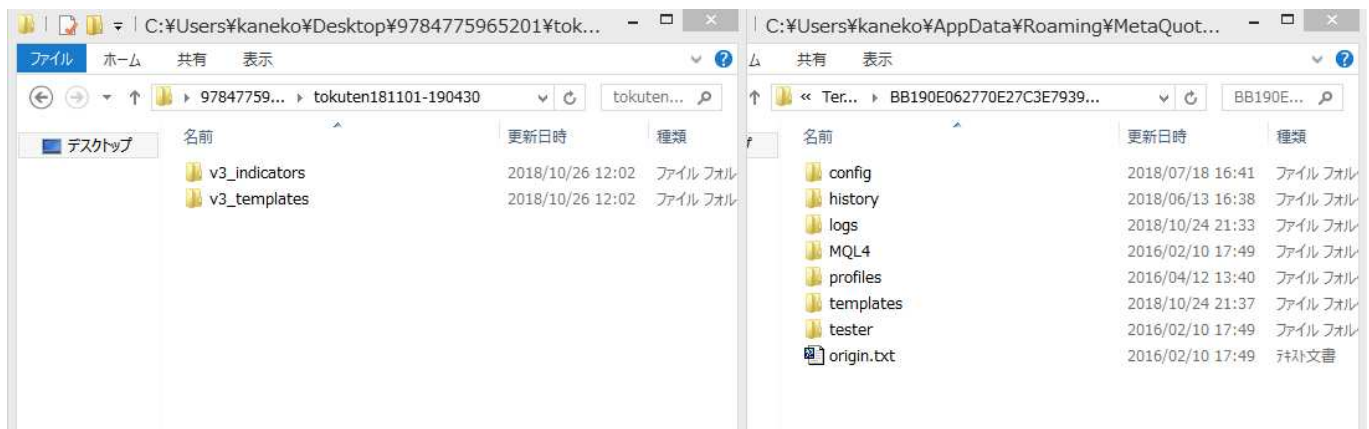 C:¥Users¥kaneko¥Desktop¥9784775965201¥tok...
ファイル ホーム 共有 表示
97847759... tokuten181101-190430 tokuten...
デスクトップ
名前 更新日時 種類
v3_indicators 2018/10/26 12:02 ファイル フォル
v3_templates 2018/10/26 12:02 ファイル フォル
C:¥Users¥kaneko¥AppData¥Roaming¥MetaQuot...
ム 共有 表示
« Ter... BB190E062770E27C3E7939... BB190E...
プ
名前 更新日時 種類
config 2018/07/18 16:41 ファイル フォル
history 2018/06/13 16:38 ファイル フォル
logs 2018/10/24 21:33 ファイル フォル
MQL4 2016/02/10 17:49 ファイル フォル
profiles 2016/04/12 13:40 ファイル フォル
templates 2018/10/24 21:37 ファイル フォル
tester 2016/02/10 17:49 ファイル フォル
origin.txt 2016/02/10 17:49 テキスト文書